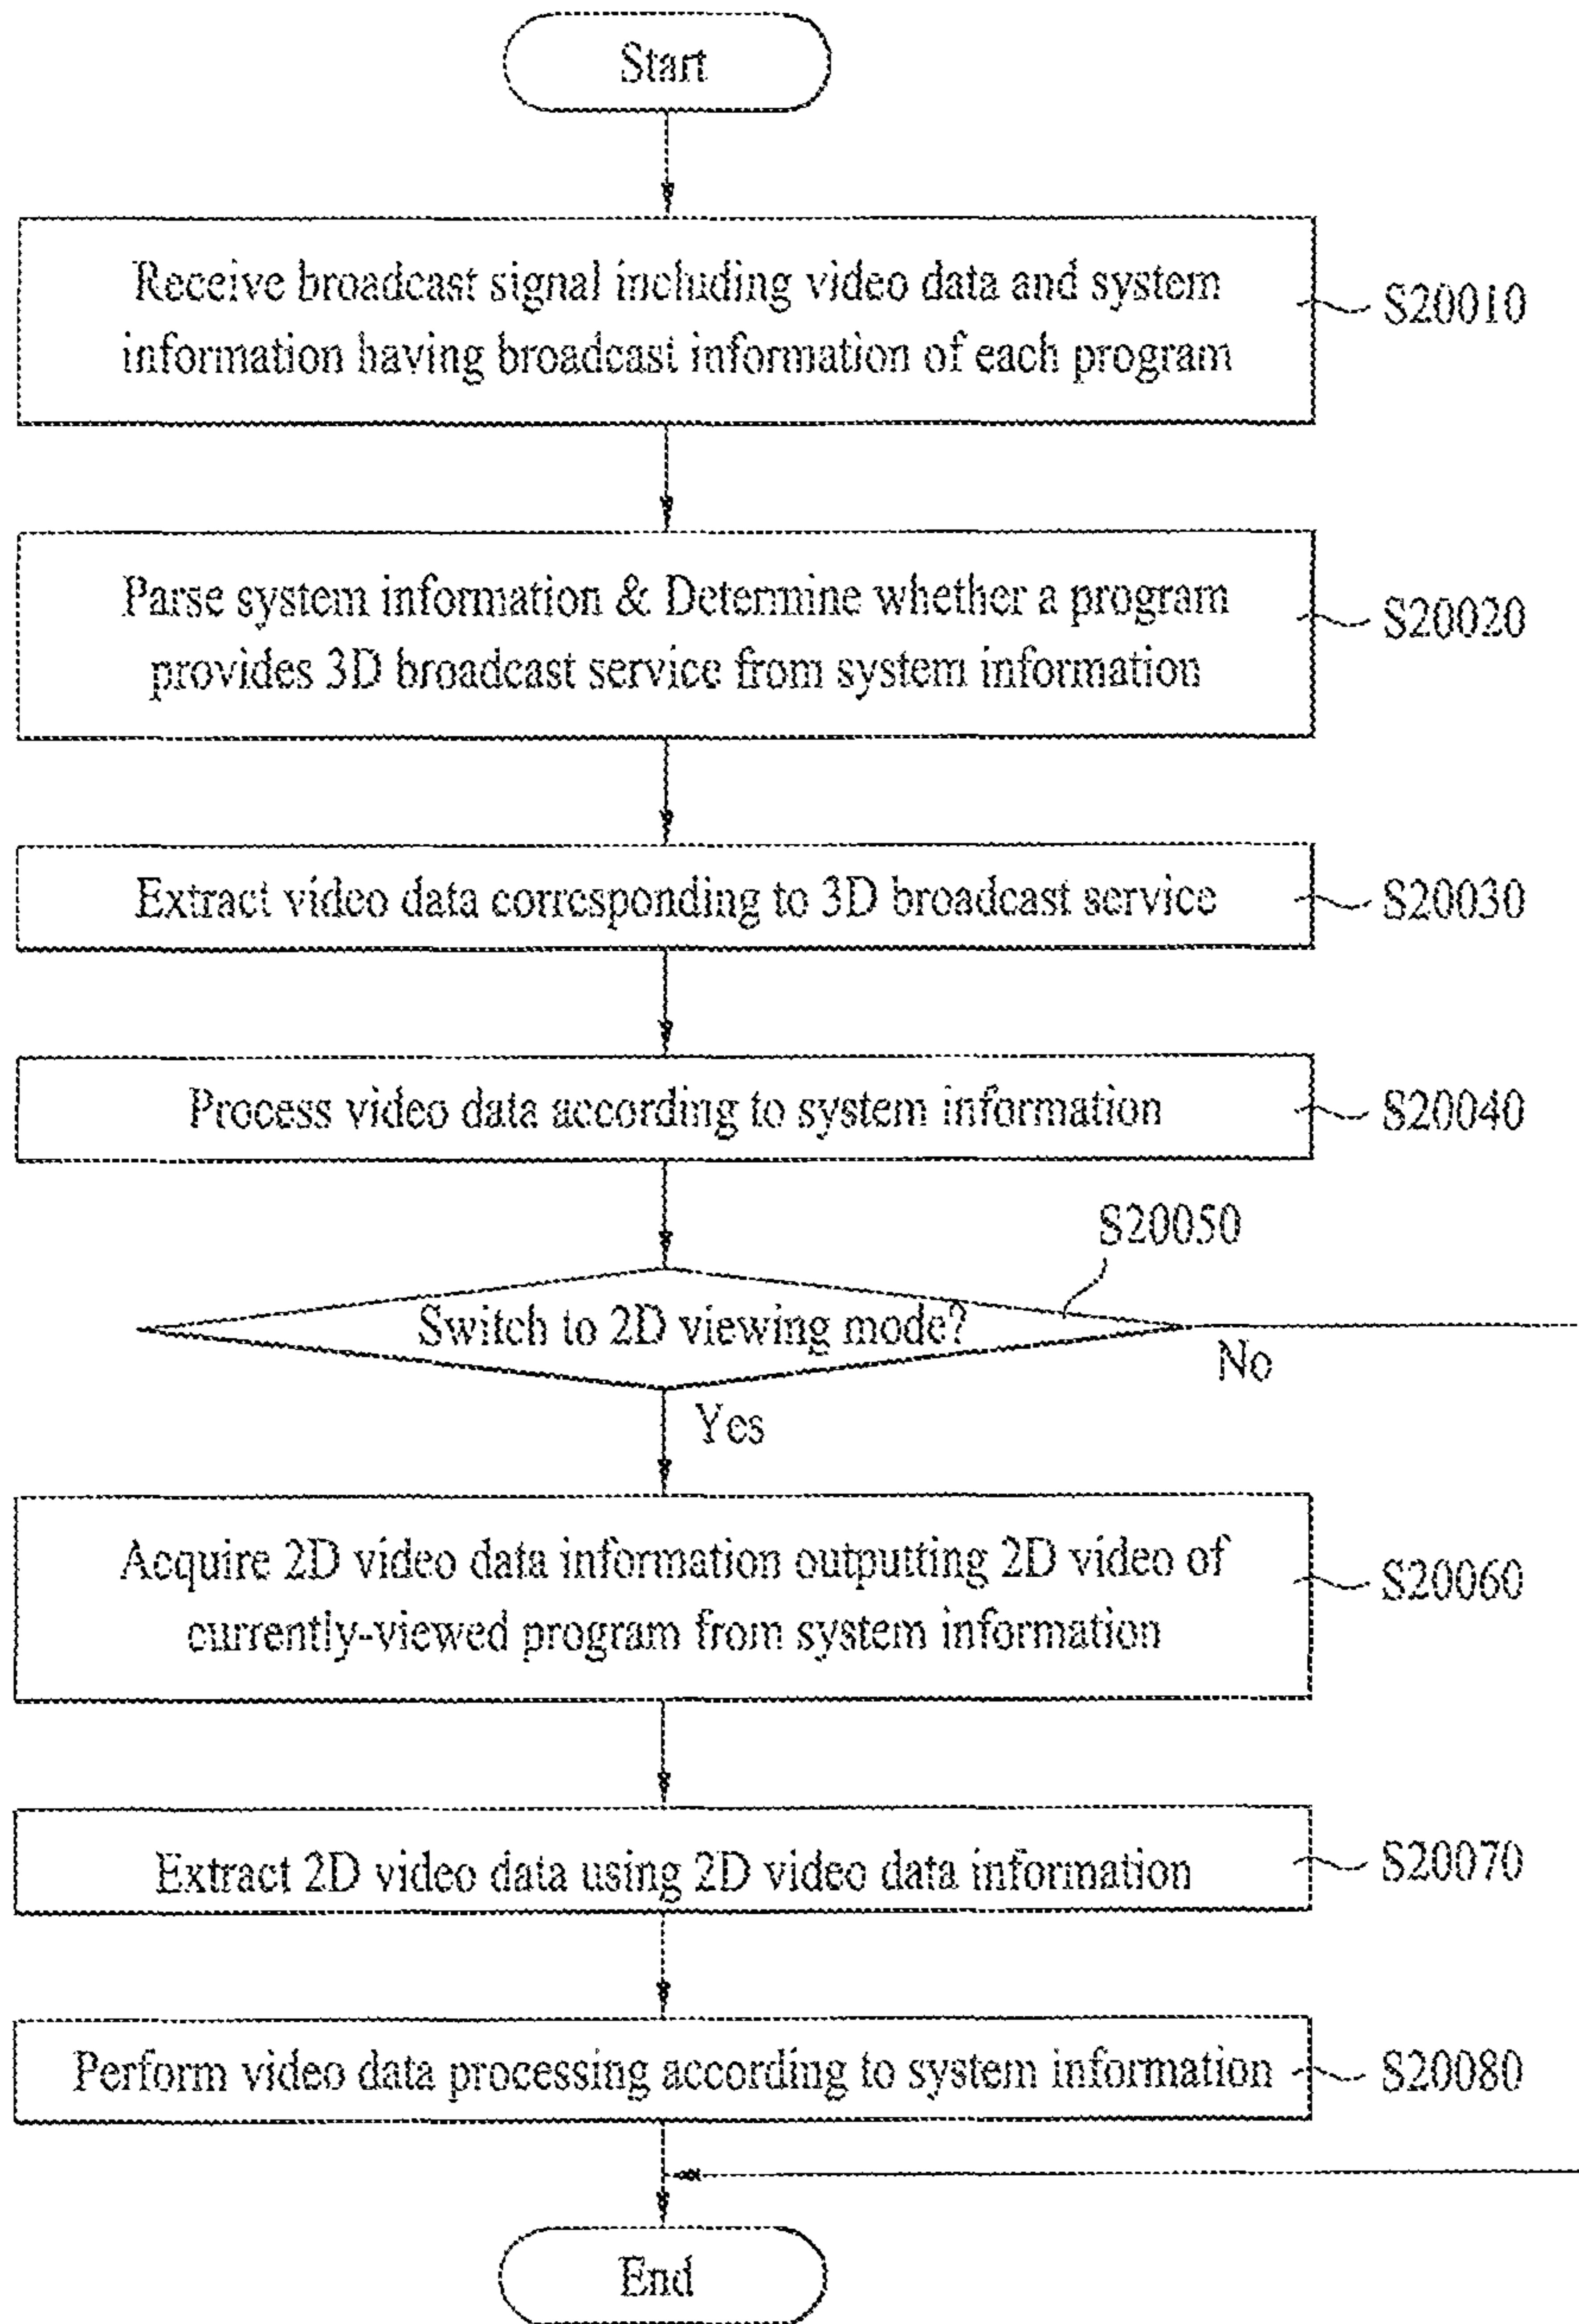 Start
Receive broadcast signal including video data and system
information having broadcast information of each program
S20010
Parse system information & Determine whether a program
provides 3D broadcast service from system information
S20020
Extract video data corresponding to 3D broadcast service
S20030
Process video data according to system information
S20040
S20050
Switch to 2D viewing mode?
No
Yes
Acquire 2D video data information outputting 2D video of
currently-viewed program from system information
S20060
Extract 2D video data using 2D video data information
S20070
Perform video data processing according to system information
S20080
End